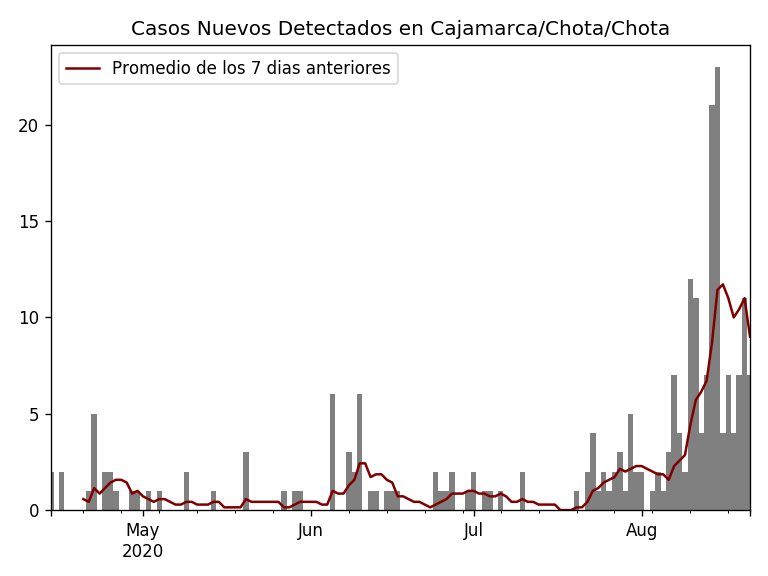 Casos Nuevos Detectados en Cajamarca/Chota/Chota
Promedio de los 7 dias anteriores
20
15
10
5
0
May Jun Jul Aug
2020